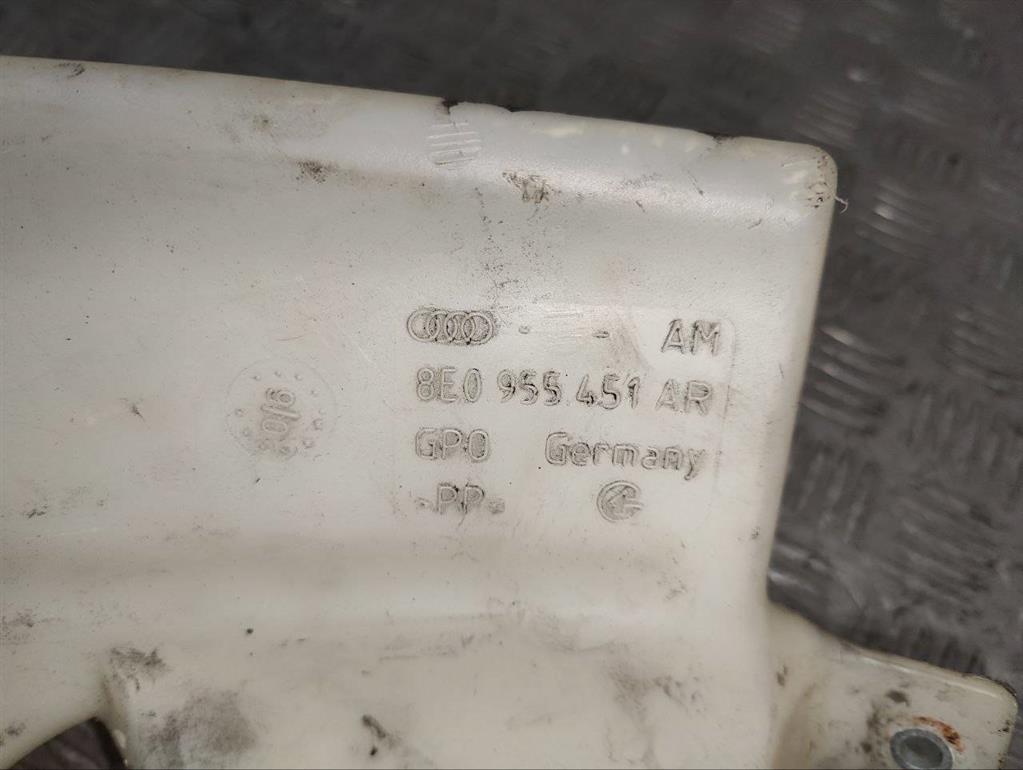 AM
8E0 955 451 AR
GPO Germany
>PP<